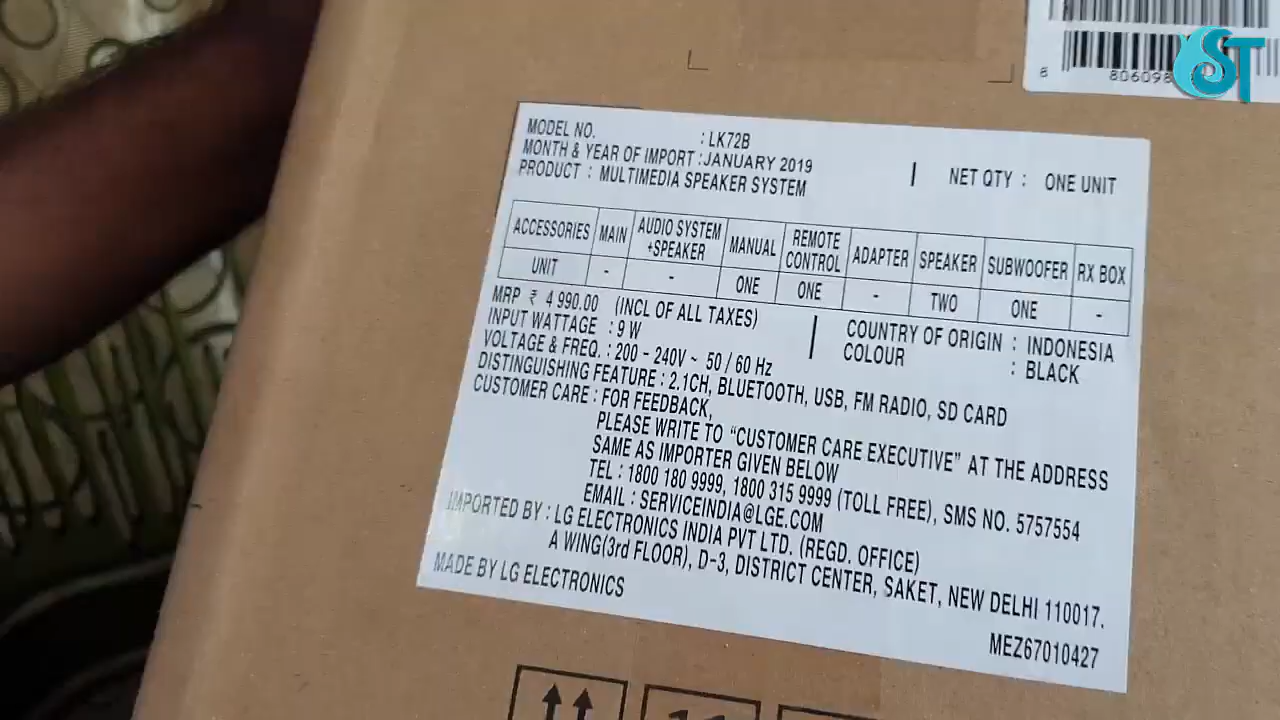 ST
8 806098
MODEL NO. : LK72B
MONTH & YEAR OF IMPORT : JANUARY 2019
PRODUCT : MULTIMEDIA SPEAKER SYSTEM | NET QTY : ONE UNIT
ACCESSORIES MAIN AUDIO SYSTEM +SPEAKER MANUAL REMOTE CONTROL ADAPTER SPEAKER SUBWOOFER RX BOX
UNIT - - ONE ONE - TWO ONE -
MRP ₹ 4 990.00 (INCL OF ALL TAXES)
INPUT WATTAGE : 9 W | COUNTRY OF ORIGIN : INDONESIA
VOLTAGE & FREQ. : 200 - 240V ~ 50 / 60 Hz COLOUR : BLACK
DISTINGUISHING FEATURE : 2.1CH, BLUETOOTH, USB, FM RADIO, SD CARD
CUSTOMER CARE : FOR FEEDBACK,
PLEASE WRITE TO “CUSTOMER CARE EXECUTIVE” AT THE ADDRESS
SAME AS IMPORTER GIVEN BELOW
TEL : 1800 180 9999, 1800 315 9999 (TOLL FREE), SMS NO. 5757554
EMAIL : SERVICEINDIA@LGE.COM
IMPORTED BY : LG ELECTRONICS INDIA PVT LTD. (REGD. OFFICE)
A WING(3rd FLOOR), D-3, DISTRICT CENTER, SAKET, NEW DELHI 110017.
MADE BY LG ELECTRONICS
MEZ67010427